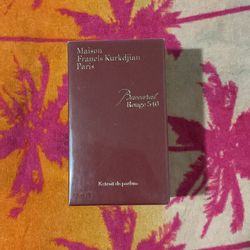 Maison
Francis Kurkdjian
Paris
Baccarat
Rouge 540
Extrait de parfum